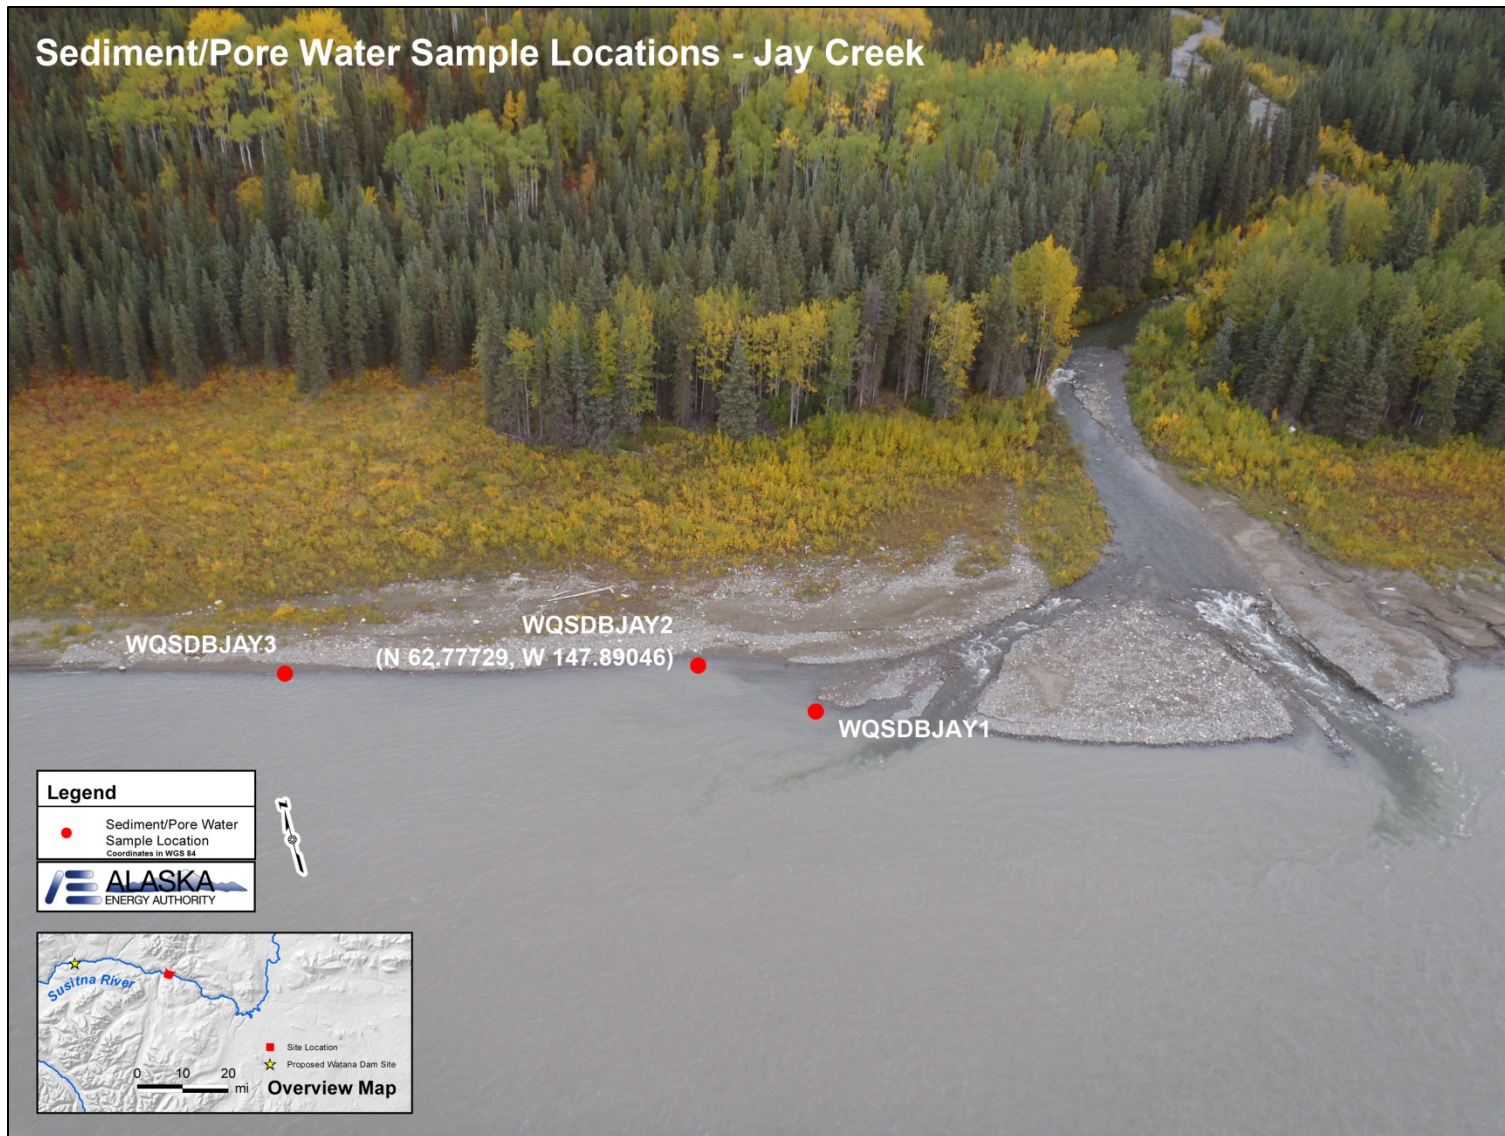 Sediment/Pore Water Sample Locations - Jay Creek
WQSDBJAY3
WQSDBJAY2
(N 62.77729, W 147.89046)
WQSDBJAY1
Legend
Sediment/Pore Water
Sample Location
Coordinates in WGS 84
N
ALASKA
ENERGY AUTHORITY
Susitna River
Site Location
Proposed Watana Dam Site
0 10 20
mi
Overview Map